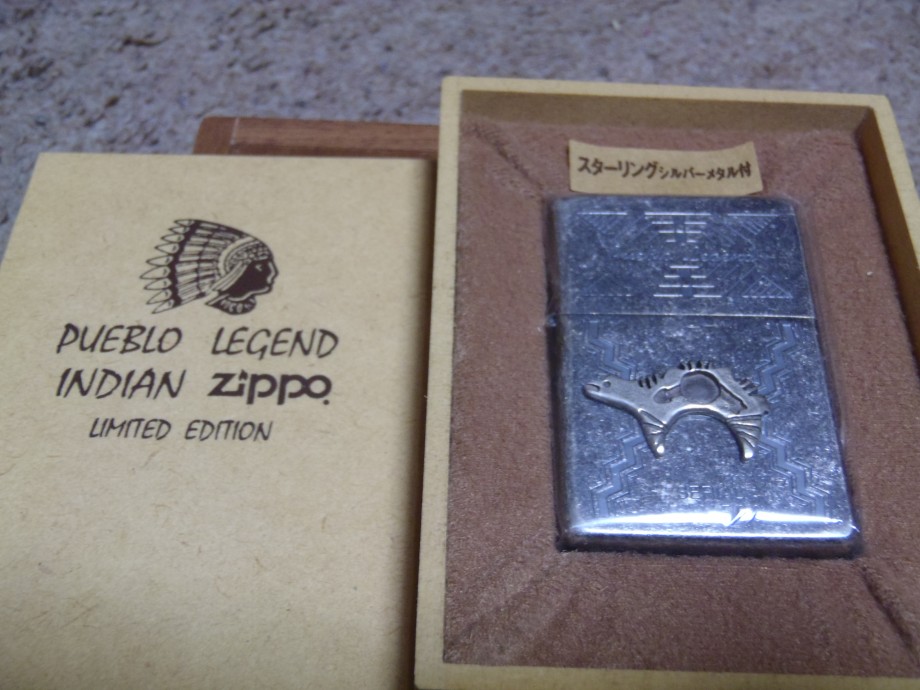 PUEBLO LEGEND
INDIAN Zippo
LIMITED EDITION
スターリングシルバーメタル付